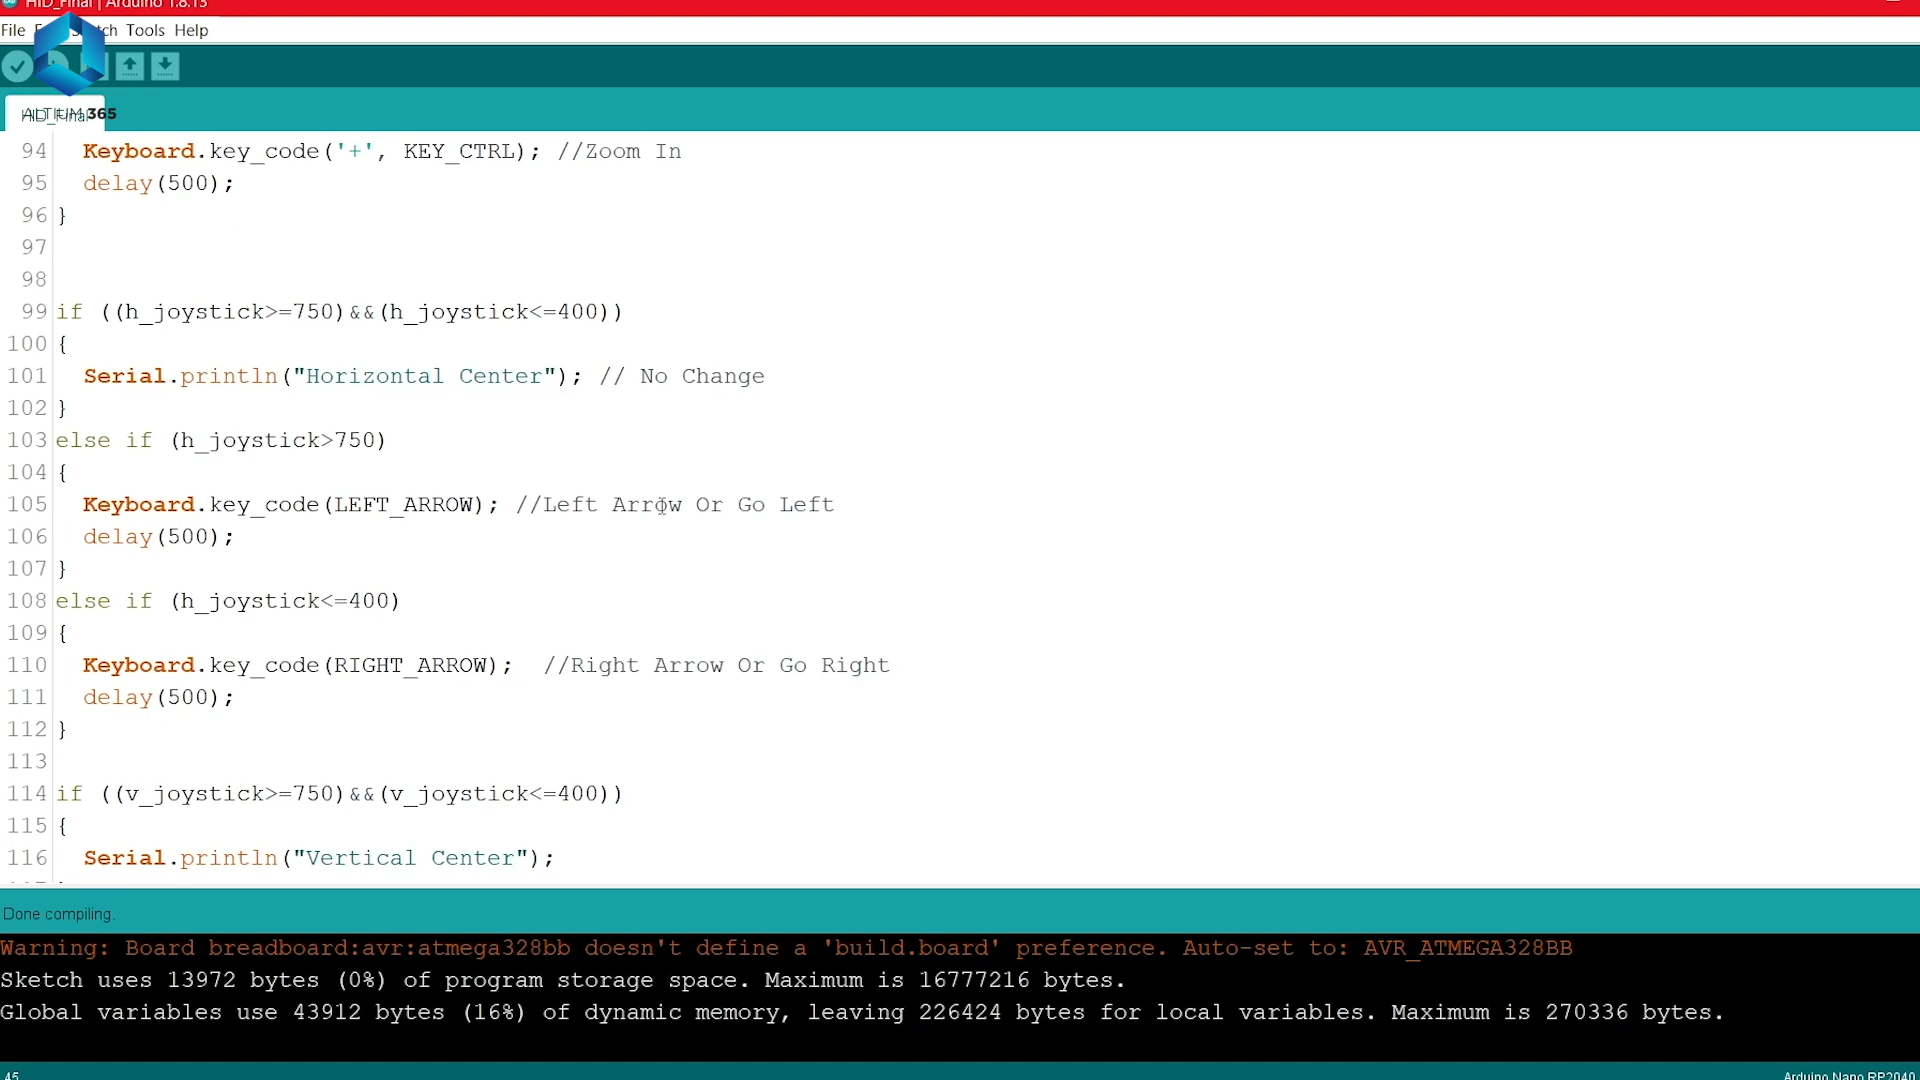 HID_Final | Arduino 1.8.13
File Sketch Tools Help
ALTIUM 365
HID_Final
94 Keyboard.key_code('+', KEY_CTRL); //Zoom In
95 delay(500);
96 }
97
98
99 if ((h_joystick>=750)&&(h_joystick<=400))
100 {
101 Serial.println("Horizontal Center"); // No Change
102 }
103 else if (h_joystick>750)
104 {
105 Keyboard.key_code(LEFT_ARROW); //Left Arrow Or Go Left
106 delay(500);
107 }
108 else if (h_joystick<=400)
109 {
110 Keyboard.key_code(RIGHT_ARROW); //Right Arrow Or Go Right
111 delay(500);
112 }
113
114 if ((v_joystick>=750)&&(v_joystick<=400))
115 {
116 Serial.println("Vertical Center");
Done compiling.
Warning: Board breadboard:avr:atmega328bb doesn't define a 'build.board' preference. Auto-set to: AVR_ATMEGA328BB
Sketch uses 13972 bytes (0%) of program storage space. Maximum is 16777216 bytes.
Global variables use 43912 bytes (16%) of dynamic memory, leaving 226424 bytes for local variables. Maximum is 270336 bytes.
45
Arduino Nano RP2040